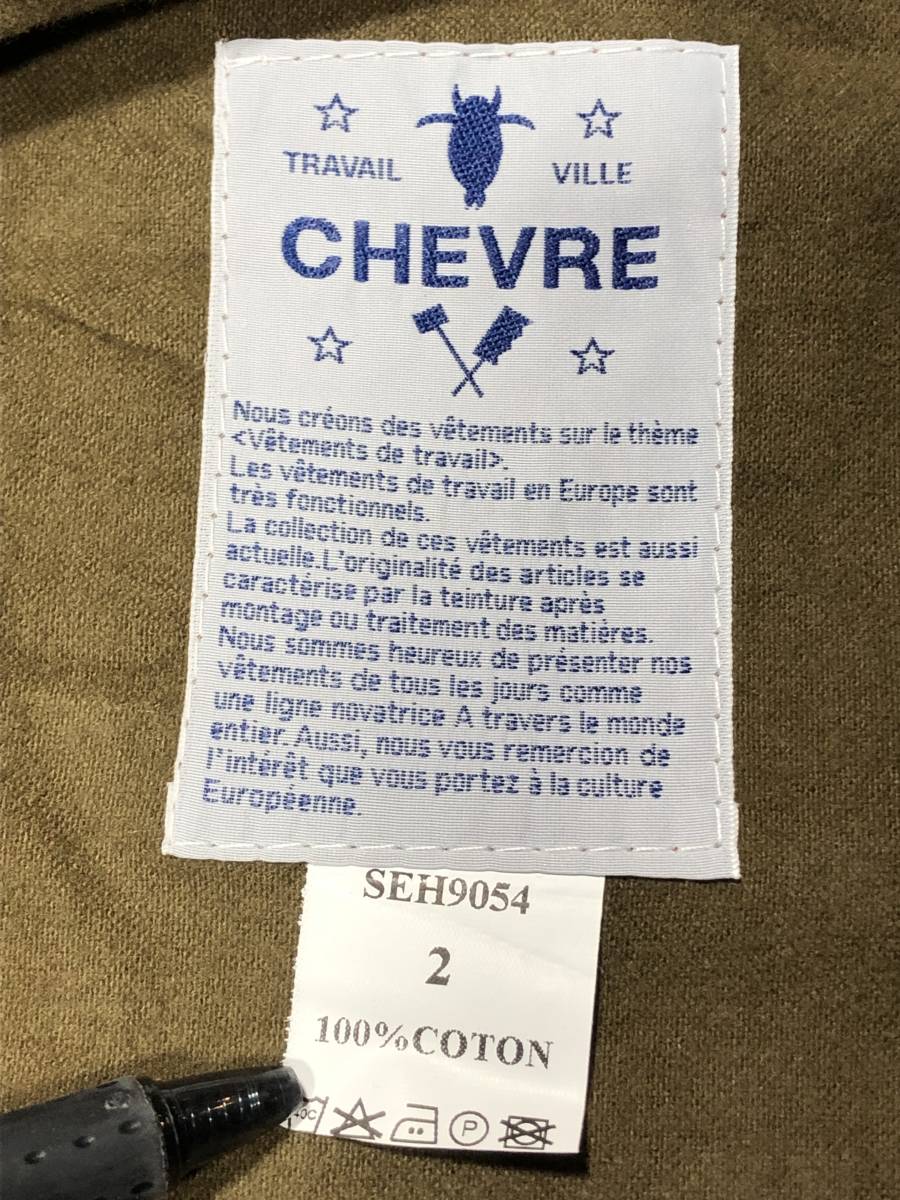 TRAVAIL VILLE
CHEVRE
Nous créons des vêtements sur le thème
<Vêtements de travail>.
Les vêtements de travail en Europe sont
très fonctionnels.
La collection de ces vêtements est aussi
actuelle.L'originalité des articles se
caractérise par la teinture après
montage ou traitement des matiéres.
Nous sommes heureux de présenter nos
vêtements de tous les jours comme
une ligne novatrice A travers le monde
entier. Aussi, nous vous remercion de
l'intérêt que vous portez à la culture
Européenne.
SEH9054
2
100%COTON
P